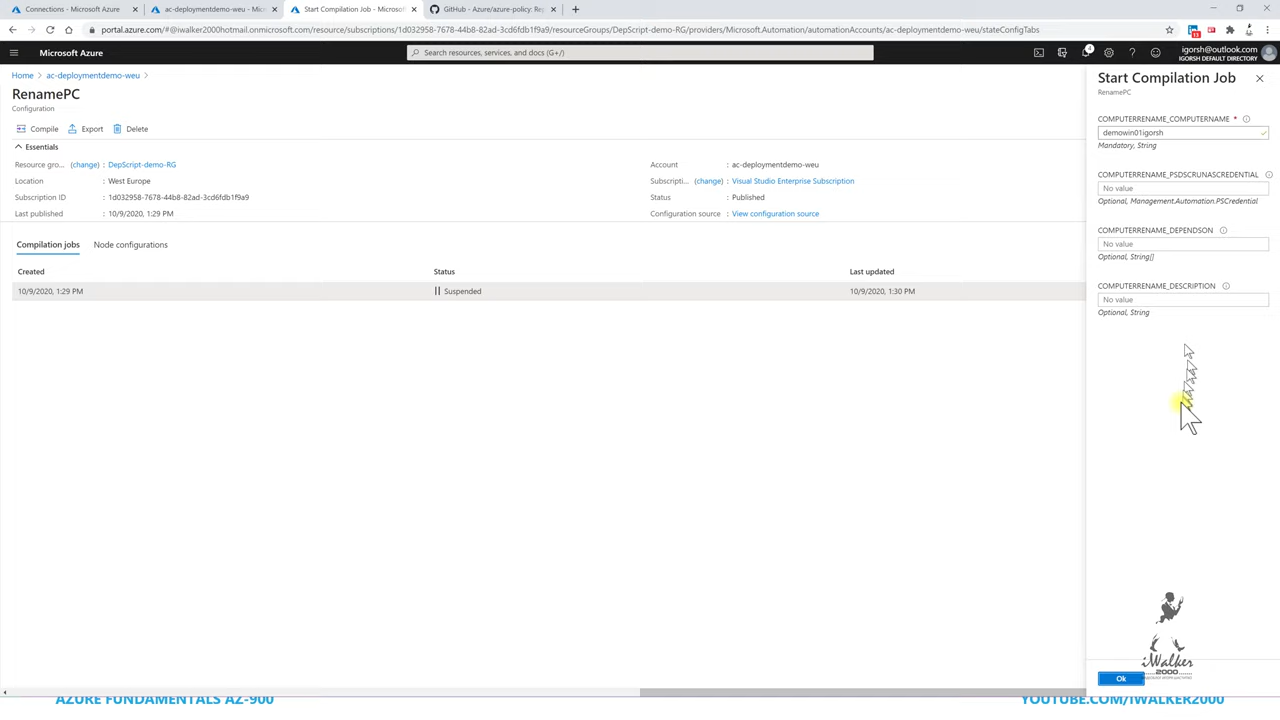 Connections - Microsoft Azure
ac-deploymentdemo-weu - Micr
Start Compilation Job - Microsof
GitHub - Azure/azure-policy: Re
portal.azure.com/#@iwalker2000hotmail.onmicrosoft.com/resource/subscriptions/1d032958-7678-44b8-82ad-3cd6fdb1f9a9/resourceGroups/DepScript-demo-RG/providers/Microsoft.Automation/automationAccounts/ac-deploymentdemo-weu/stateConfigTabs
Microsoft Azure
Search resources, services, and docs (G+/)
4
igorsh@outlook.com
IGORSH DEFAULT DIRECTORY
Home > ac-deploymentdemo-weu >
RenamePC
Configuration
Compile
Export
Delete
Essentials
Resource gro... (change) : DepScript-demo-RG
Location : West Europe
Subscription ID : 1d032958-7678-44b8-82ad-3cd6fdb1f9a9
Last published : 10/9/2020, 1:29 PM
Account : ac-deploymentdemo-weu
Subscripti... (change) : Visual Studio Enterprise Subscription
Status : Published
Configuration source : View configuration source
Compilation jobs
Node configurations
Created
Status
Last updated
10/9/2020, 1:29 PM
Suspended
10/9/2020, 1:30 PM
Start Compilation Job
RenamePC
COMPUTERRENAME_COMPUTERNAME *
demowin01igorsh
Mandatory, String
COMPUTERRENAME_PSDSCRUNASCREDENTIAL
No value
Optional, Management.Automation.PSCredential
COMPUTERRENAME_DEPENDSON
No value
Optional, String[]
COMPUTERRENAME_DESCRIPTION
No value
Optional, String
iWalker
2000
Ok
AZURE FUNDAMENTALS AZ-900
YOUTUBE.COM/IWALKER2000